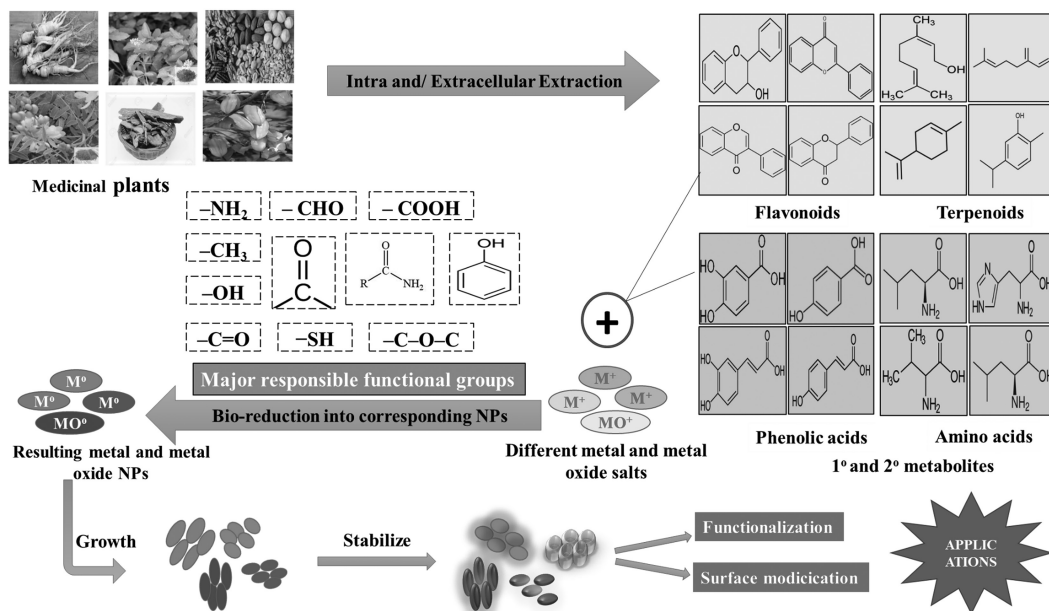 Intra and/ Extracellular Extraction
Medicinal plants
O
OH
O
O
CH₃
OH
H₃C
CH₃
OH
O
O
O
O
Flavonoids
Terpenoids
–NH₂
– CHO
– COOH
–CH₃
–OH
O
C
O
R
NH₂
OH
–C=O
–SH
–C–O–C
+
HO
HO
O
OH
OH
O
HO
O
OH
NH₂
N
HN
O
OH
NH₂
HO
HO
O
OH
HO
O
OH
CH₃
H₃C
O
OH
NH₂
O
OH
NH₂
Phenolic acids
Amino acids
1º and 2º metabolites
Major responsible functional groups
Bio-reduction into corresponding NPs
Mº
Mº
Mº
MOº
Resulting metal and metal
oxide NPs
M⁺
M⁺
M⁺
MO⁺
Different metal and metal
oxide salts
Growth
Stabilize
Functionalization
Surface modicication
APPLIC
ATIONS